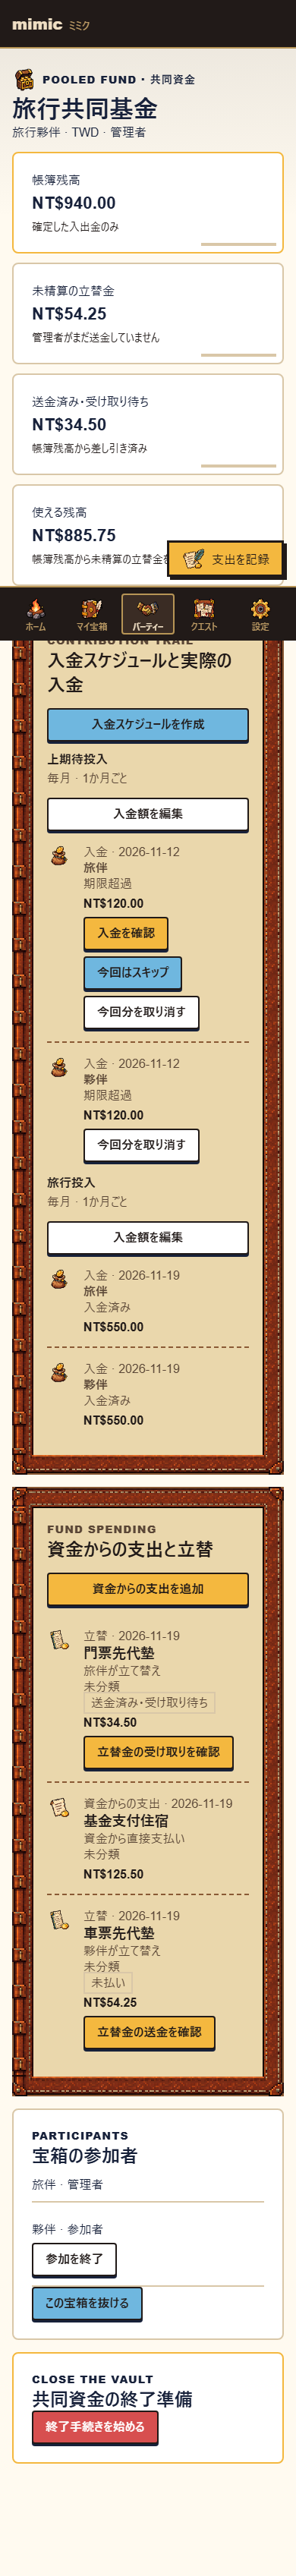 mimic ミミク
POOLED FUND • 共同資金
旅行共同基金
旅行夥伴 · TWD · 管理者
帳簿残高
NT$940.00
確定した入出金のみ
未精算の立替金
NT$54.25
管理者がまだ送金していません
送金済み・受け取り待ち
NT$34.50
帳簿残高から差し引き済み
使える残高
NT$885.75
帳簿残高から未精算の立替金を
支出を記録
ホーム
マイ宝箱
パーティー
クエスト
設定
CONTRIBUTION TRAIL
入金スケジュールと実際の
入金
入金スケジュールを作成
上期待投入
毎月 · 1か月ごと
入金額を編集
入金 · 2026-11-12
旅伴
期限超過
NT$120.00
入金を確認
今回はスキップ
今回分を取り消す
入金 · 2026-11-12
夥伴
期限超過
NT$120.00
今回分を取り消す
旅行投入
毎月 · 1か月ごと
入金額を編集
入金 · 2026-11-19
旅伴
入金済み
NT$550.00
入金 · 2026-11-19
夥伴
入金済み
NT$550.00
FUND SPENDING
資金からの支出と立替
資金からの支出を追加
立替 · 2026-11-19
門票先代墊
旅伴が立て替え
未分類
送金済み・受け取り待ち
NT$34.50
立替金の受け取りを確認
資金からの支出 · 2026-11-19
基金支付住宿
資金から直接支払い
未分類
NT$125.50
立替 · 2026-11-19
車票先代墊
夥伴が立て替え
未分類
未払い
NT$54.25
立替金の送金を確認
PARTICIPANTS
宝箱の参加者
旅伴 · 管理者
夥伴 · 参加者
参加を終了
この宝箱を抜ける
CLOSE THE VAULT
共同資金の終了準備
終了手続きを始める